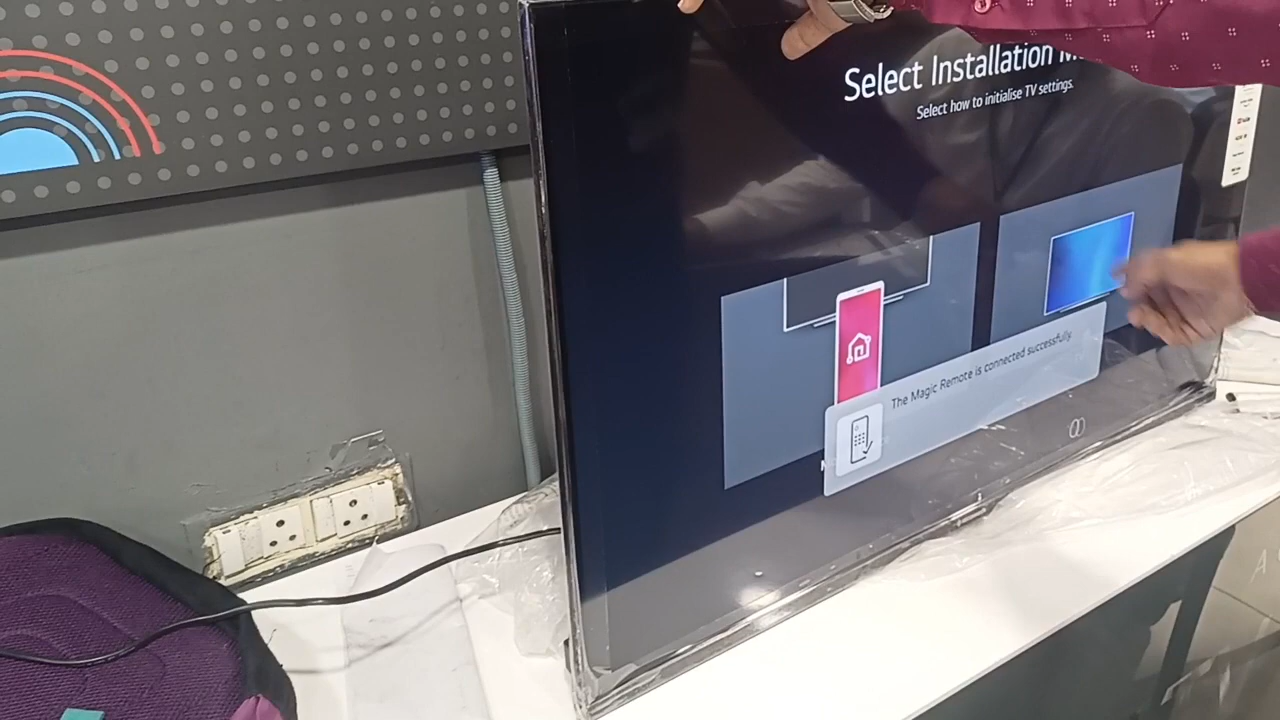 Select Installation
Select how to initialise TV settings.
The Magic Remote is connected successfully.